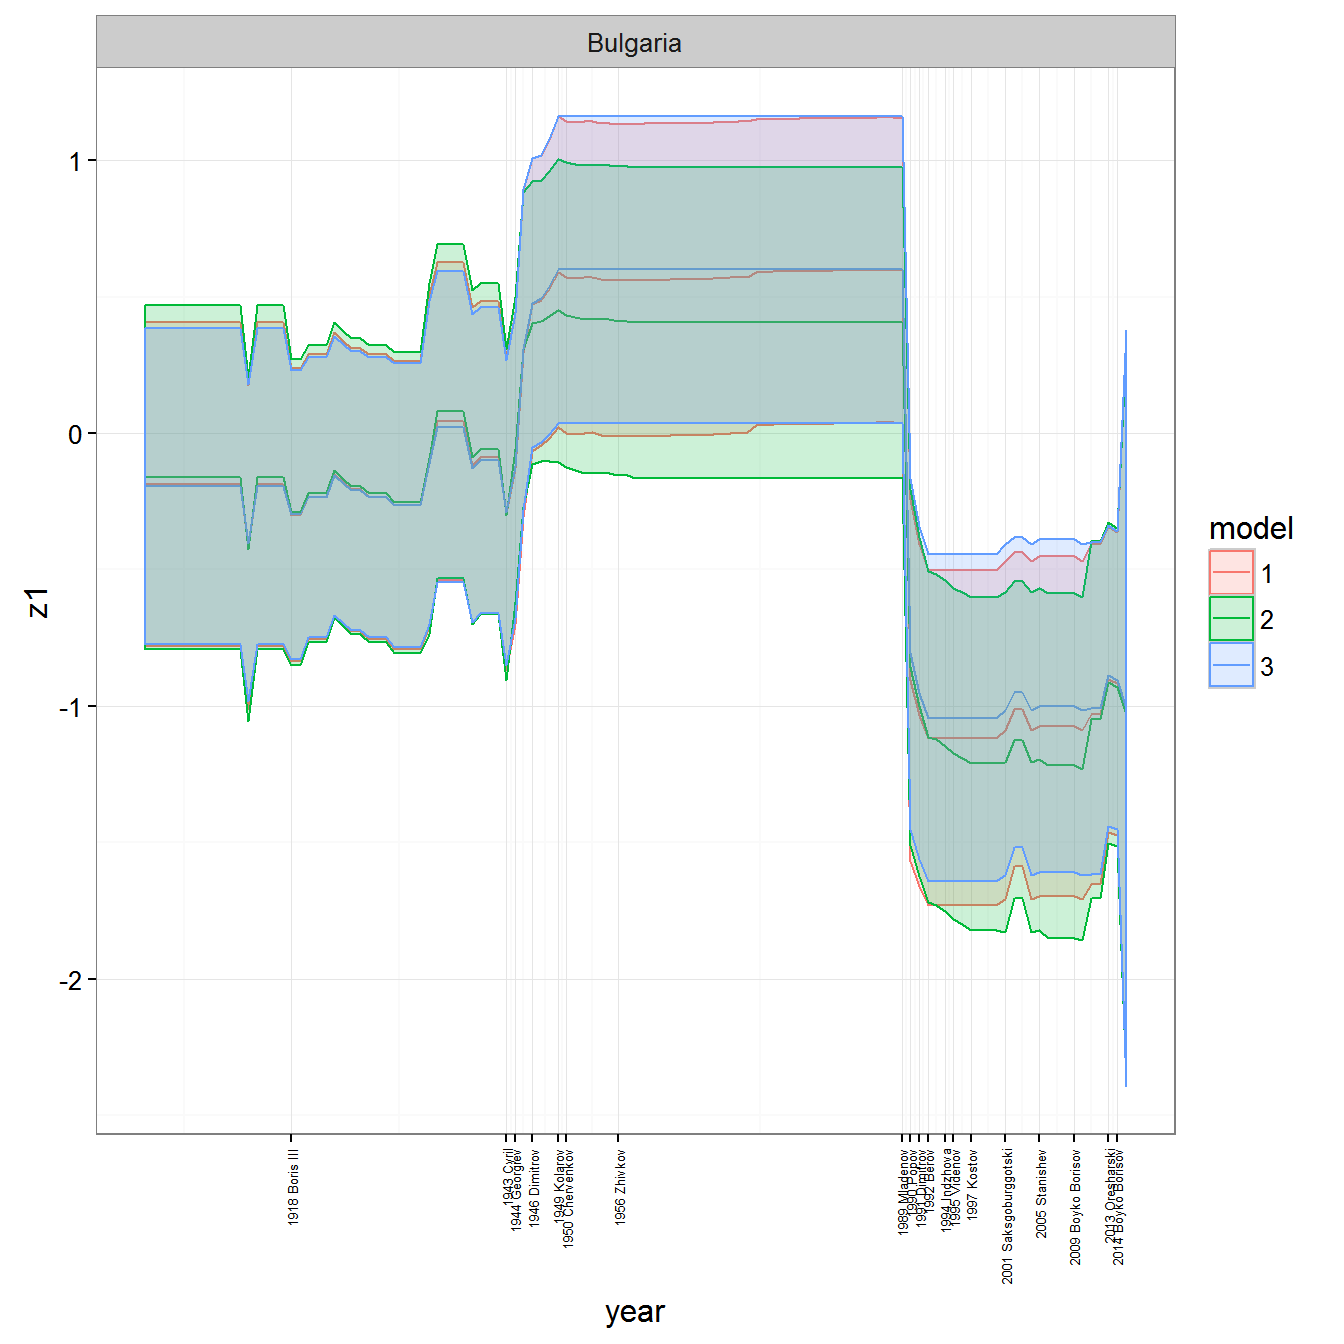 Bulgaria
1
0
-1
-2
z1
1918 Boris III
1943 Cyril
1944 Georgiev
1946 Dimitrov
1949 Kolarov
1950 Chervenkov
1956 Zhivkov
1989 Mladenov
1990 Popov
1991 Dimitrov
1992 Berov
1994 Indzhova
1995 Videnov
1997 Kostov
2001 Saksgoburggotski
2005 Stanishev
2009 Boyko Borisov
2013 Oresharski
2014 Boyko Borisov
year
model
1
2
3